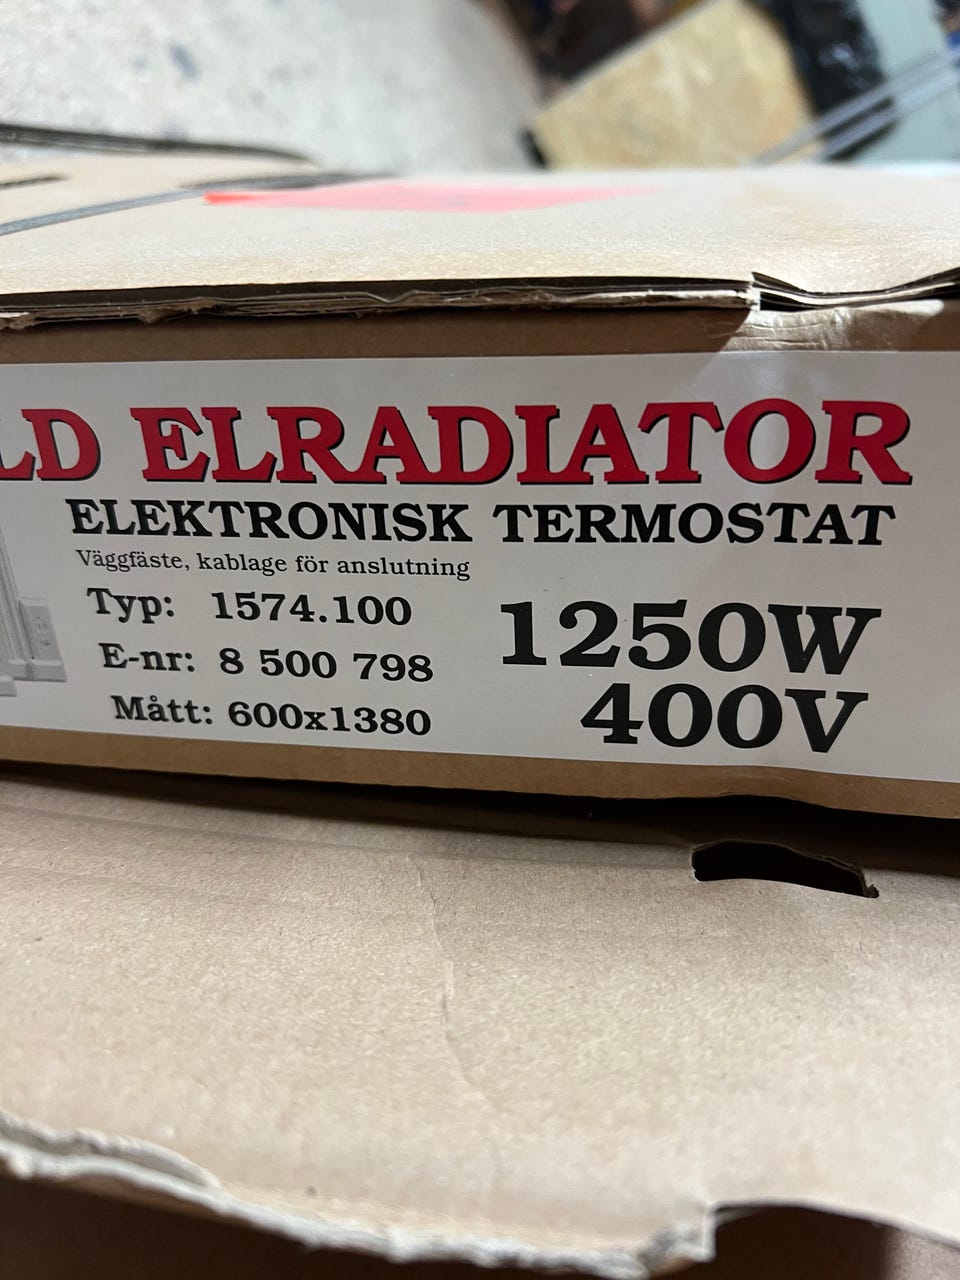 LD ELRADIATOR
ELEKTRONISK TERMOSTAT
Väggfäste, kablage för anslutning
Typ: 1574.100
1250W
E-nr: 8 500 798
400V
Mått: 600x1380